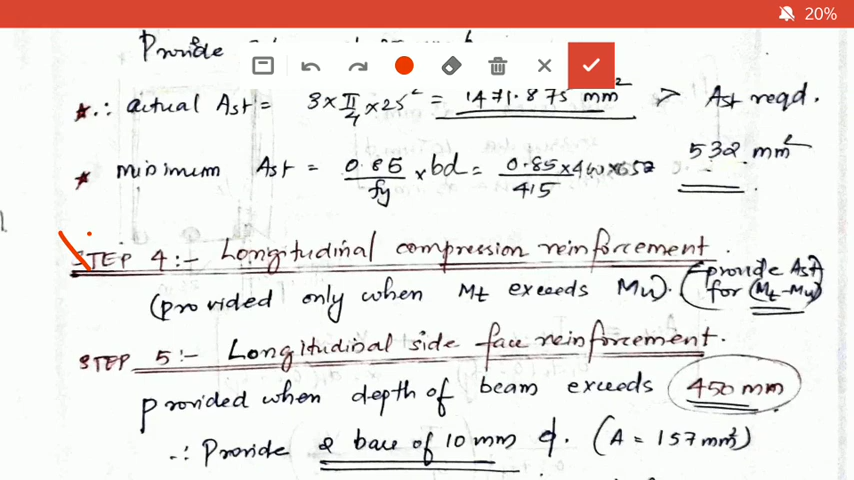 20%
Provide
∴ actual Ast = 3 × π/4 × 25² = 1471.875 mm² > Ast reqd.
minimum Ast = 0.85/fy × bd = 0.85×400×652/415 532 mm².
STEP 4 :- Longitudinal compression reinforcement.
(provided only when Mt exceeds Mu). (provide Ast for (Mt-Mu)
STEP 5 :- Longitudinal side face reinforcement.
provided when depth of beam exceeds 450 mm
∴ Provide 2 bars of 10 mm ϕ. (A = 157 mm²)